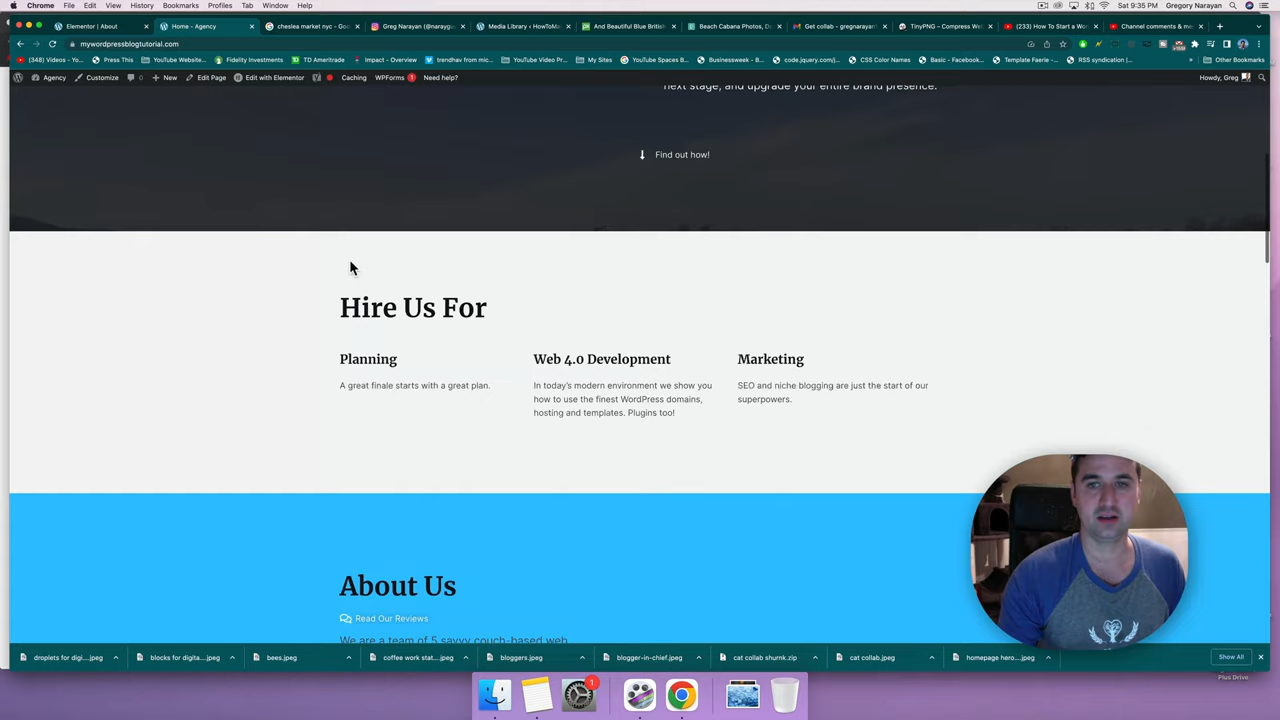 Chrome File Edit View History Bookmarks Profiles Tab Window Help
Sat 9:35 PM Gregory Narayan
Elementor | About
Home - Agency
cheslea market nyc - Goo
Greg Narayan (@naraygu
Media Library ‹ HowToMa
And Beautiful Blue British
Beach Cabana Photos, D
Gmail Get collab - gregnarayan
TinyPNG – Compress We
(233) How To Start a Wo
Channel comments & me
mywordpressblogtutorial.com
(348) Videos - Yo...
Press This
YouTube Website...
Fidelity Investments
TD Ameritrade
Impact - Overview
trendhav from mic...
YouTube Video Pr...
My Sites
YouTube Spaces B...
Businessweek - B...
code.jquery.com/j...
CSS Color Names
Basic - Facebook...
Template Faerie -...
RSS syndication |...
Other Bookmarks
Agency Customize 0 New Edit Page Edit with Elementor Caching WPForms 1 Need help?
Howdy, Greg
next stage, and upgrade your entire brand presence.
Find out how!
Hire Us For
Planning
A great finale starts with a great plan.
Web 4.0 Development
In today's modern environment we show you
how to use the finest WordPress domains,
hosting and templates. Plugins too!
Marketing
SEO and niche blogging are just the start of our
superpowers.
About Us
Read Our Reviews
We are a team of 5 savvy couch-based web
droplets for digi....jpeg
blocks for digita....jpeg
bees.jpeg
coffee work stat....jpeg
bloggers.jpeg
blogger-in-chief.jpeg
cat collab shurnk.zip
cat collab.jpeg
homepage hero....jpeg
Show All
Plus Drive
1